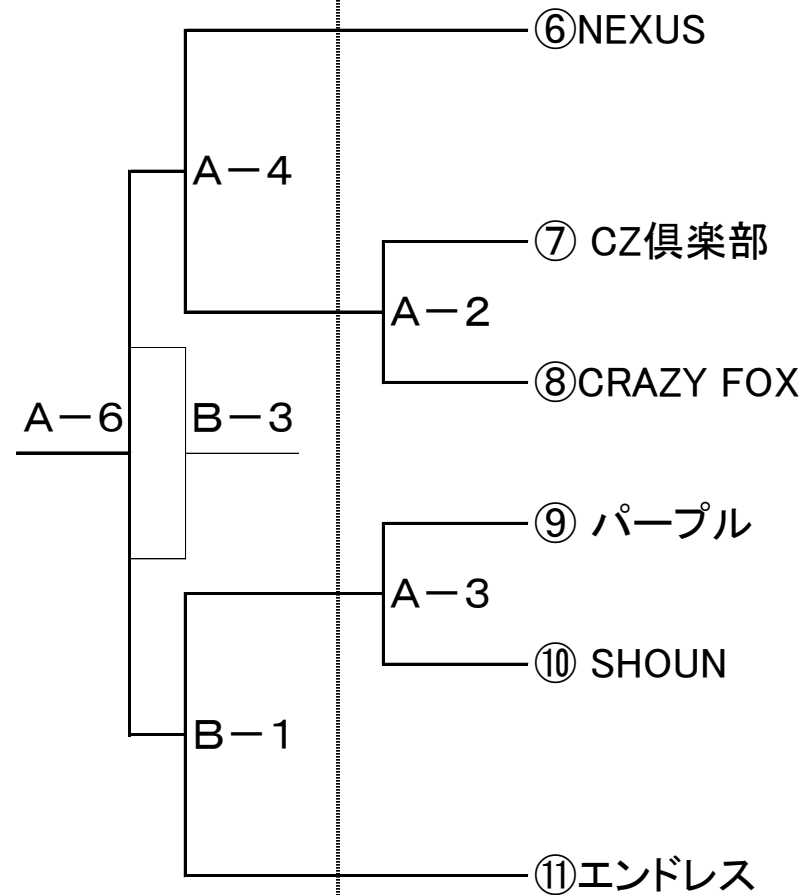 ⑥NEXUS
A－4
⑦ CZ倶楽部
A－2
⑧CRAZY FOX
A－6
B－3
⑨ パープル
A－3
⑩ SHOUN
B－1
⑪エンドレス